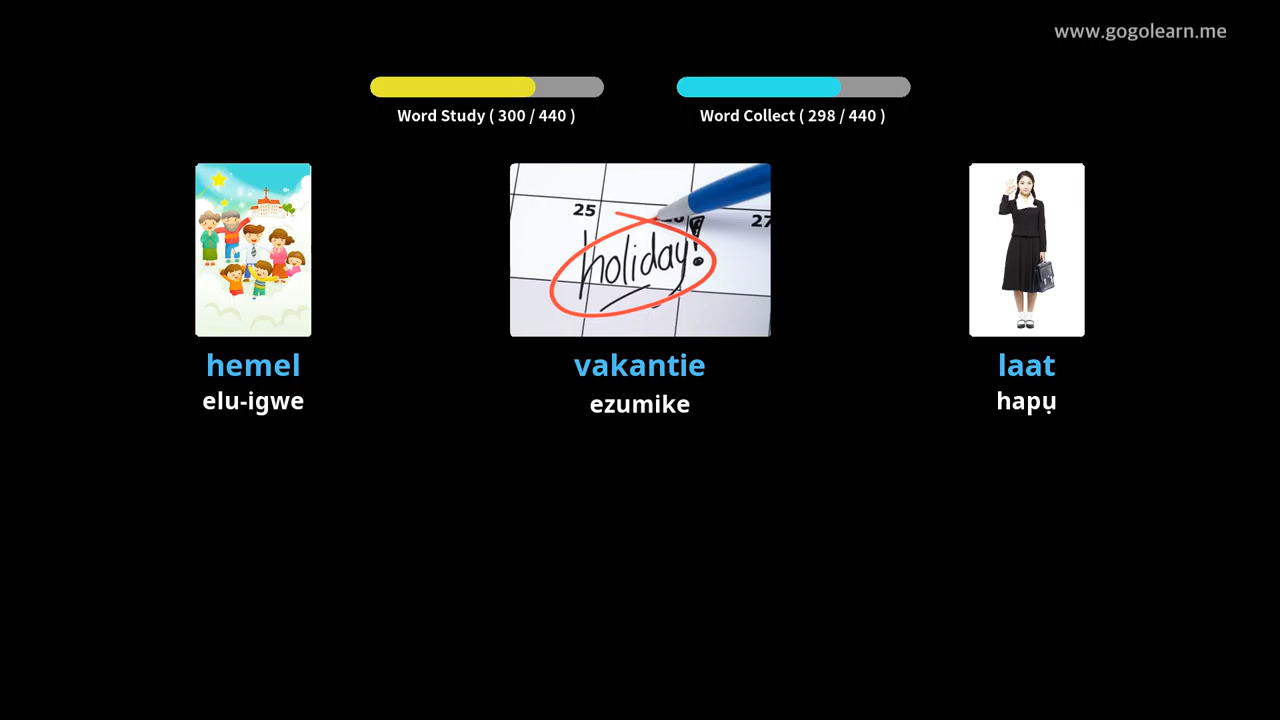 www.gogolearn.me
Word Study ( 300 / 440 )
Word Collect ( 298 / 440 )
25
27
holiday!
hemel
vakantie
laat
elu-igwe
ezumike
hapụ